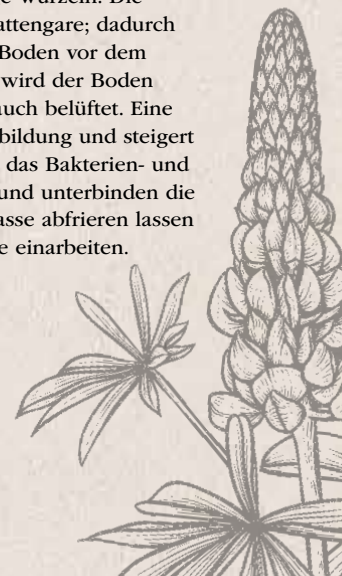 wurzeln. Die
attengare; dadurch
Boden vor dem
wird der Boden
auch belüftet. Eine
bildung und steigert
das Bakterien- und
und unterbinden die
asse abfrieren lassen
e einarbeiten.